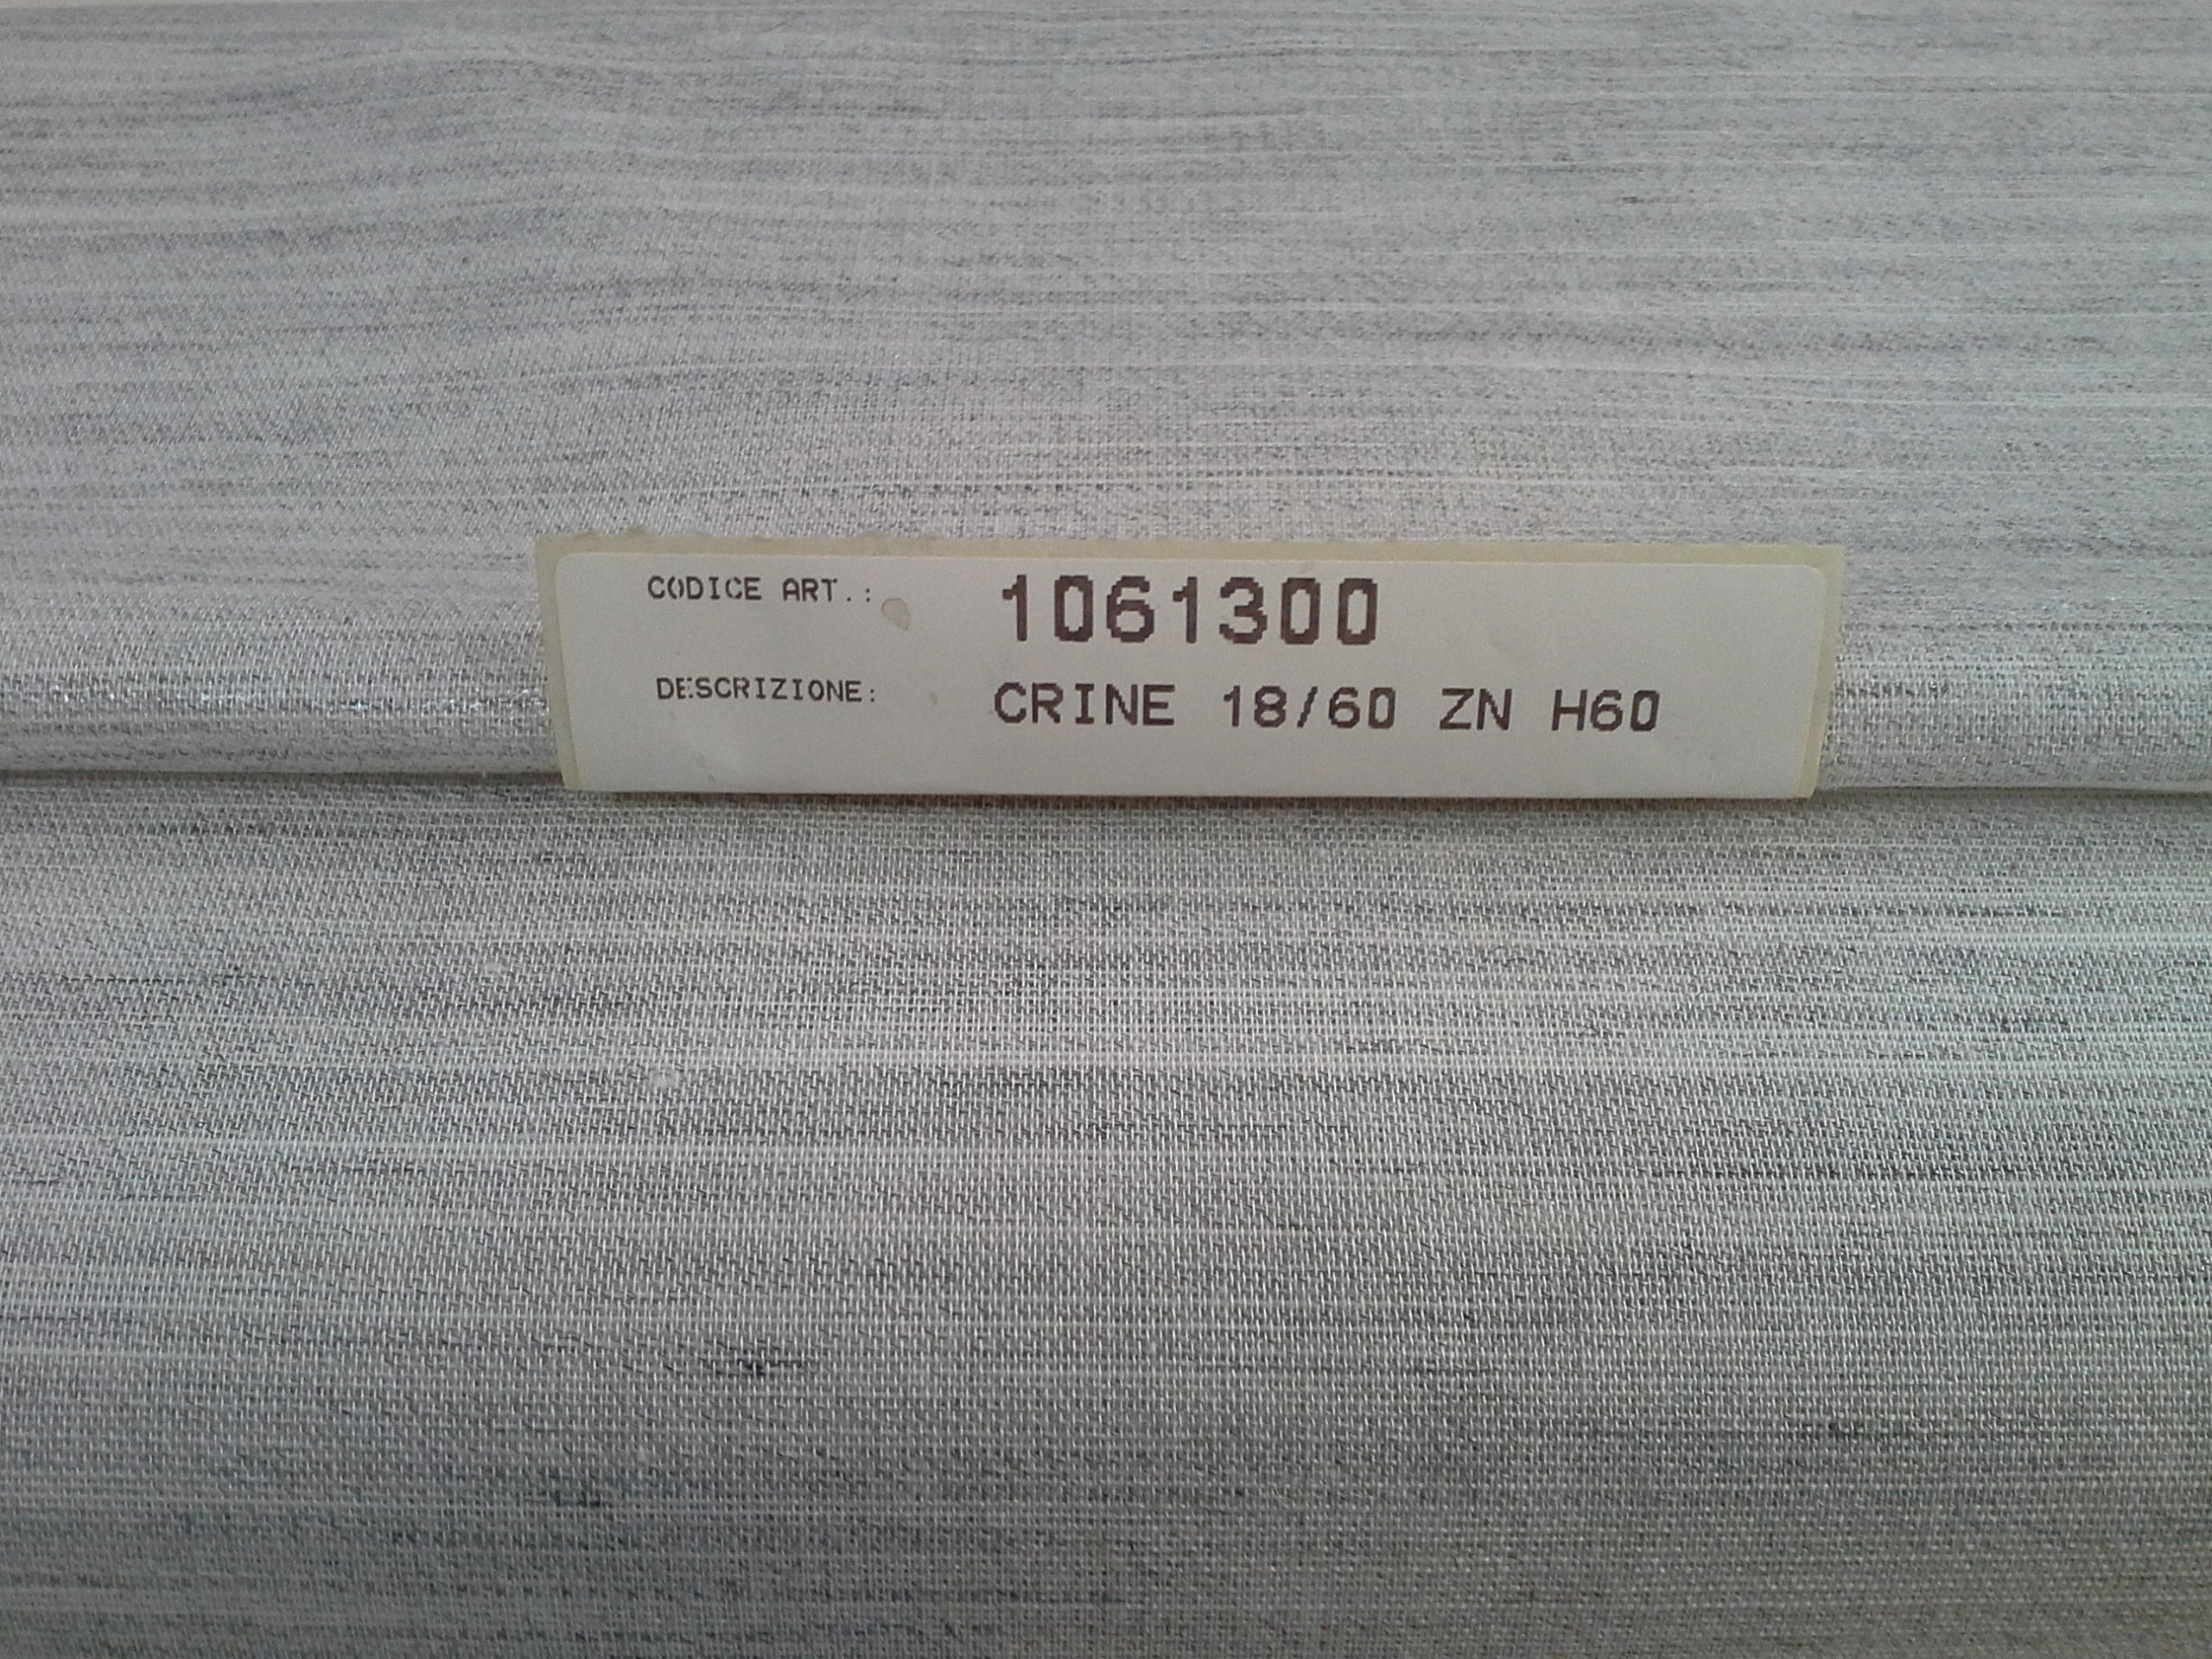 CODICE ART.: 1061300
DESCRIZIONE: CRINE 18/60 ZN H60